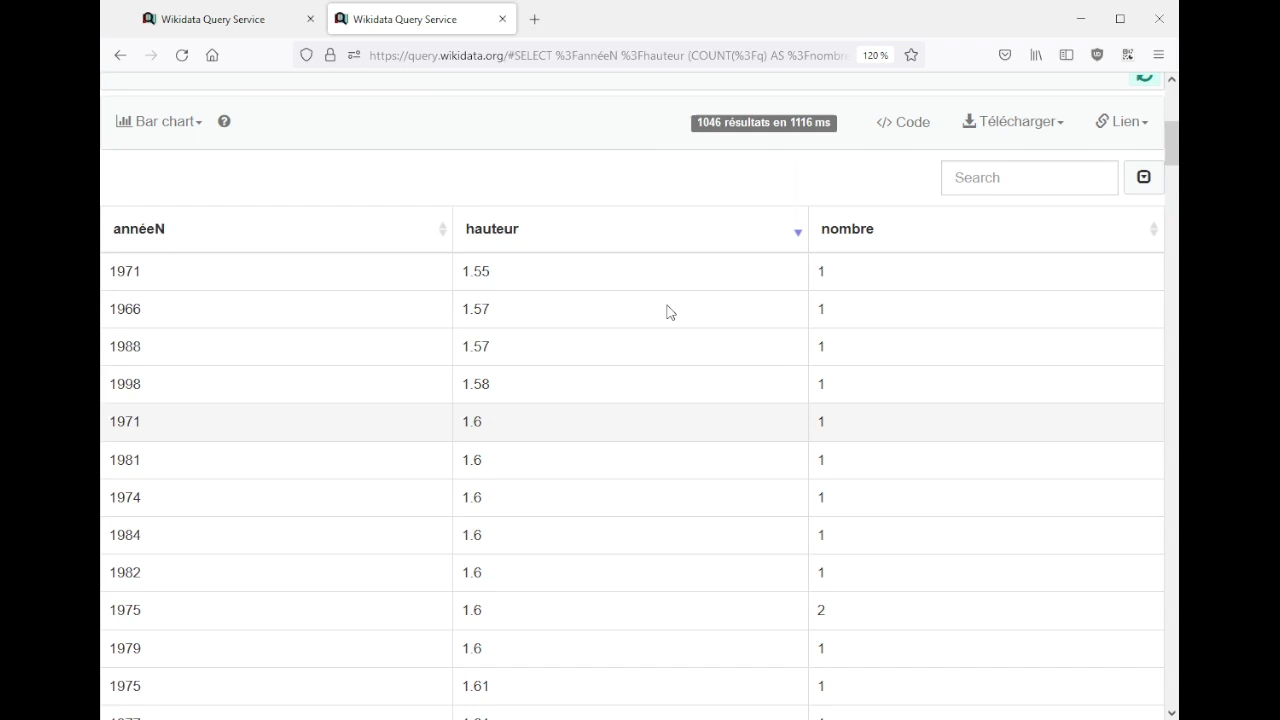 Wikidata Query Service
Wikidata Query Service
https://query.wikidata.org/#SELECT %3FannéeN %3Fhauteur (COUNT(%3Fq) AS %3Fnombre
120 %
Bar chart
1046 résultats en 1116 ms
</> Code
Télécharger
Lien
Search
annéeN hauteur nombre
1971 1.55 1
1966 1.57 1
1988 1.57 1
1998 1.58 1
1971 1.6 1
1981 1.6 1
1974 1.6 1
1984 1.6 1
1982 1.6 1
1975 1.6 2
1979 1.6 1
1975 1.61 1